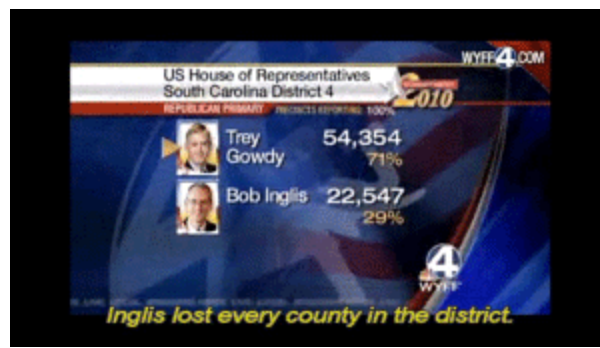 WYFF4.COM
US House of Representatives
South Carolina District 4
2010
REPUBLICAN PRIMARY PRECINCTS REPORTING 100%
Trey Gowdy 54,354
71%
Bob Inglis 22,547
29%
4
WYFF
Inglis lost every county in the district.